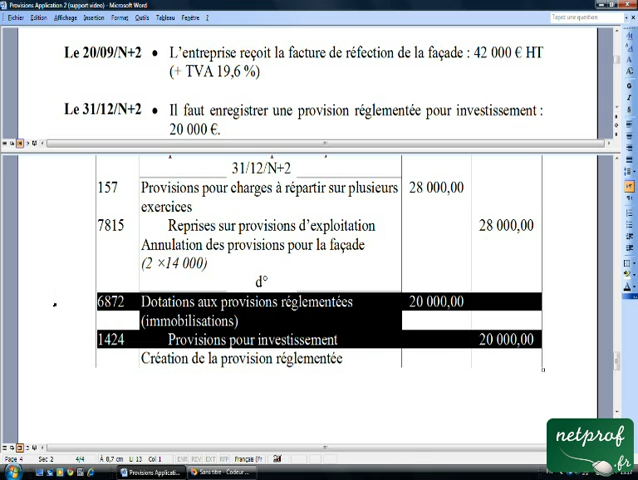 Provisions Application 2 (support vidéo) - Microsoft Word
Fichier Edition Affichage Insertion Format Outils Tableau Fenêtre ?
Tapez une question
Le 20/09/N+2 • L'entreprise reçoit la facture de réfection de la façade : 42 000 € HT
(+ TVA 19,6 %)
Le 31/12/N+2 • Il faut enregistrer une provision réglementée pour investissement :
20 000 €.
31/12/N+2
157 Provisions pour charges à répartir sur plusieurs 28 000,00
exercices
7815 Reprises sur provisions d'exploitation 28 000,00
Annulation des provisions pour la façade
(2 ×14 000)
d°
6872 Dotations aux provisions réglementées 20 000,00
(immobilisations)
1424 Provisions pour investissement 20 000,00
Création de la provision réglementée
netprof
.fr
Page 4 Sec 2 4/4 À 8,7 cm Li 13 Col 1 ENR REV EXT RFP Français (Fr
Provisions Applicati... Sans titre - Codeur ...